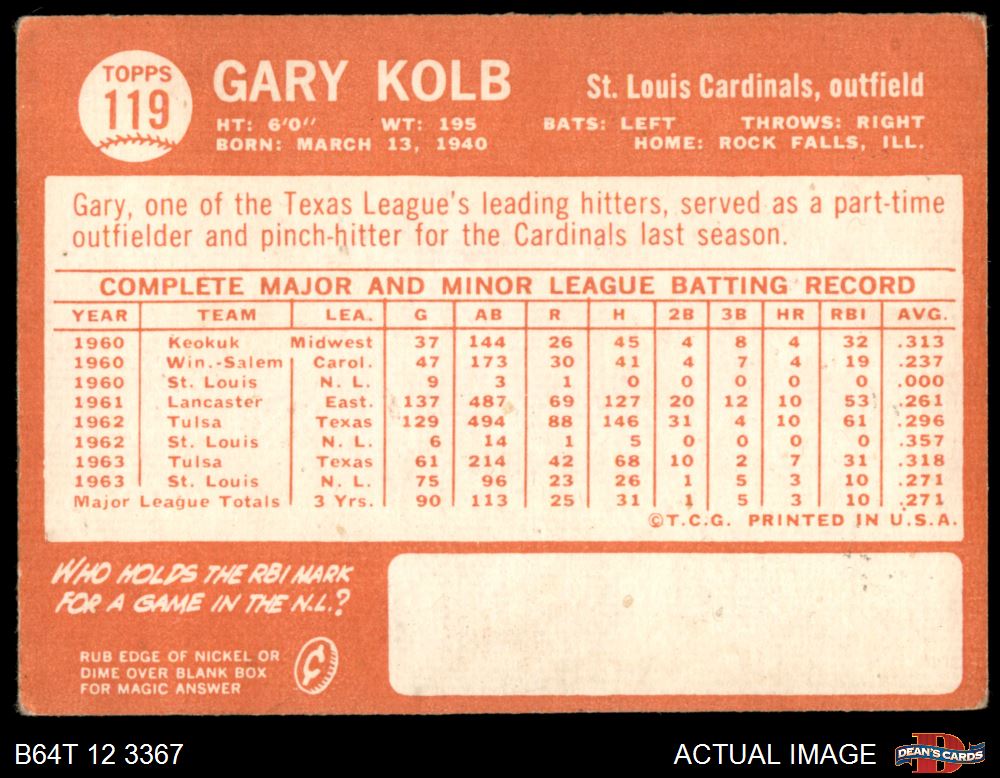 TOPPS
119
GARY KOLB
St. Louis Cardinals, outfield
HT: 6'0" WT: 195 BATS: LEFT THROWS: RIGHT
BORN: MARCH 13, 1940 HOME: ROCK FALLS, ILL.
Gary, one of the Texas League's leading hitters, served as a part-time
outfielder and pinch-hitter for the Cardinals last season.
COMPLETE MAJOR AND MINOR LEAGUE BATTING RECORD
YEAR TEAM LEA. G AB R H 2B 3B HR RBI AVG.
1960 Keokuk Midwest 37 144 26 45 4 8 4 32 .313
1960 Win.-Salem Carol. 47 173 30 41 4 7 4 19 .237
1960 St. Louis N. L. 9 3 1 0 0 0 0 0 .000
1961 Lancaster East. 137 487 69 127 20 12 10 53 .261
1962 Tulsa Texas 129 494 88 146 31 4 10 61 .296
1962 St. Louis N. L. 6 14 1 5 0 0 0 0 .357
1963 Tulsa Texas 61 214 42 68 10 2 7 31 .318
1963 St. Louis N. L. 75 96 23 26 1 5 3 10 .271
Major League Totals 3 Yrs. 90 113 25 31 1 5 3 10 .271
©T.C.G. PRINTED IN U.S.A.
WHO HOLDS THE RBI MARK
FOR A GAME IN THE N.L.?
RUB EDGE OF NICKEL OR
DIME OVER BLANK BOX
FOR MAGIC ANSWER
B64T 12 3367
ACTUAL IMAGE
D
DEAN'S CARDS